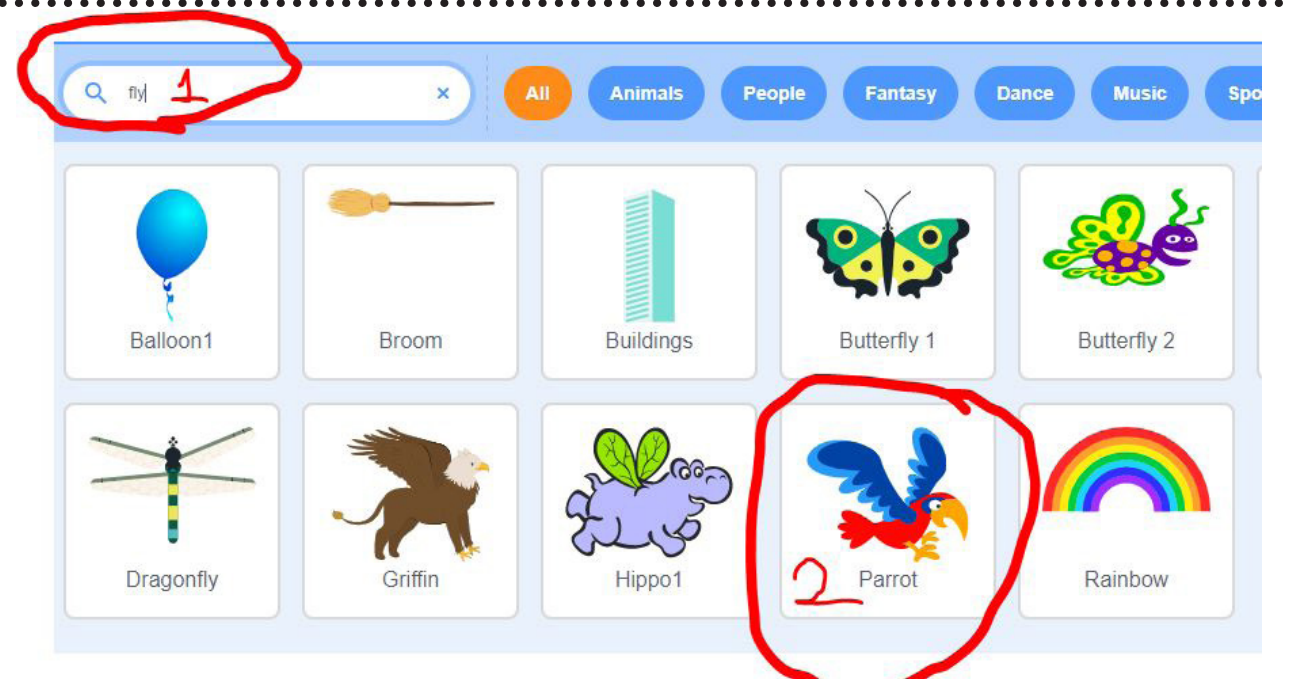 fly 1 ×
All Animals People Fantasy Dance Music Spo
Balloon1 Broom Buildings Butterfly 1 Butterfly 2
Dragonfly Griffin Hippo1 2 Parrot Rainbow